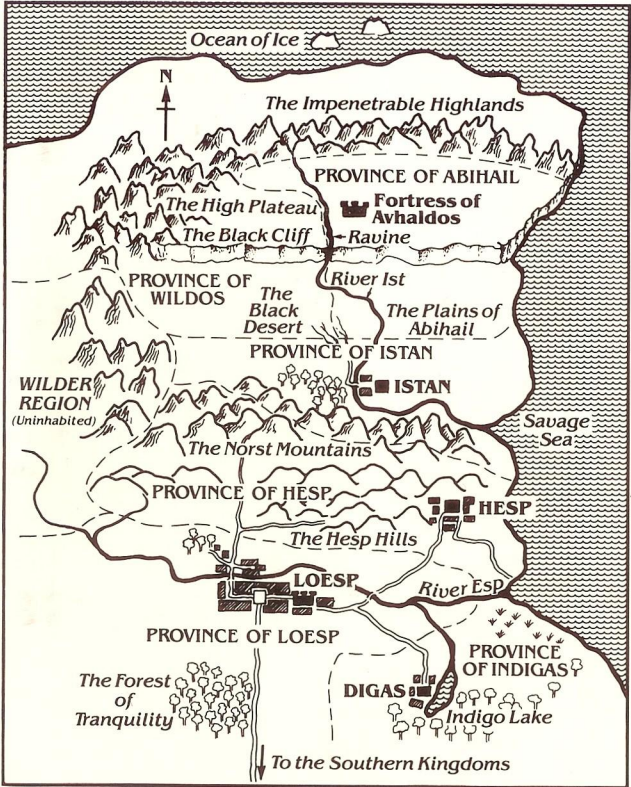 Ocean of Ice
N
The Impenetrable Highlands
PROVINCE OF ABIHAIL
Fortress of
Avhaldos
The High Plateau
The Black Cliff
Ravine
PROVINCE OF
WILDOS
River Ist
The
Black
Desert
The Plains of
Abihail
PROVINCE OF ISTAN
ISTAN
WILDER
REGION
(Uninhabited)
Savage
Sea
The Norst Mountains
PROVINCE OF HESP
HESP
The Hesp Hills
LOESP
River Esp
PROVINCE OF LOESP
PROVINCE
OF INDIGAS
The Forest
of
Tranquility
DIGAS
Indigo Lake
To the Southern Kingdoms